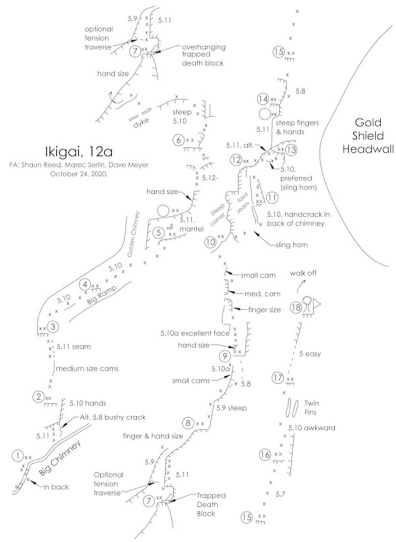 5.9
5.11
optional
tension
traverse
7
overhanging
trapped
death block
hand size
dyke
steep
5.10
6
Ikigai, 12a
FA: Shaun Reed, Marec Serlin, Dave Meyer
October 24, 2020.
5.12-
hand size
5.11,
mantel
5
Golden Chimney
5.10
4
5.10
Big Ramp
3
5.11 seam
medium size cams
2
5.10 hands
Alt. 5.8 bushy crack
5.11
1
Big Chimney
In back
15
14
5.8
steep fingers
& hands
5.11
5.11, alt.
13
12
5.10,
preferred
(sling horn)
11
steep
corner
faint
seam
5.10, handcrack in
back of chimney
10
sling horn
Gold
Shield
Headwall
small cam
med. cam
finger size
5.10a excellent face
hand size
9
5.10a
small cams
5.8
5.9 steep
8
finger & hand size
5.9
5.11
Optional
tension
traverse
7
Trapped
Death
Block
walk off
18
5 easy
17
Twin
Fins
5.10 awkward
16
5.7
15